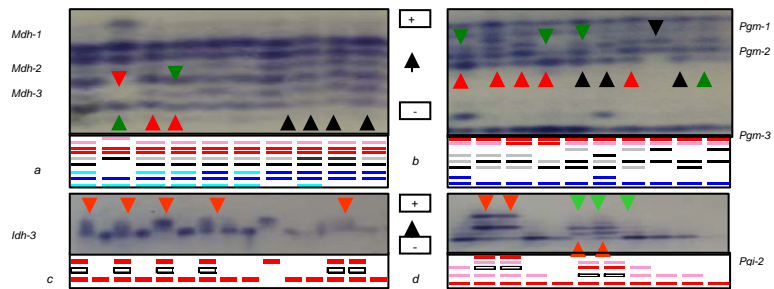 Mdh-1
Mdh-2
Mdh-3
a
+
-
Pgm-1
Pgm-2
Pgm-3
b
Idh-3
c
+
-
Pgi-2
d